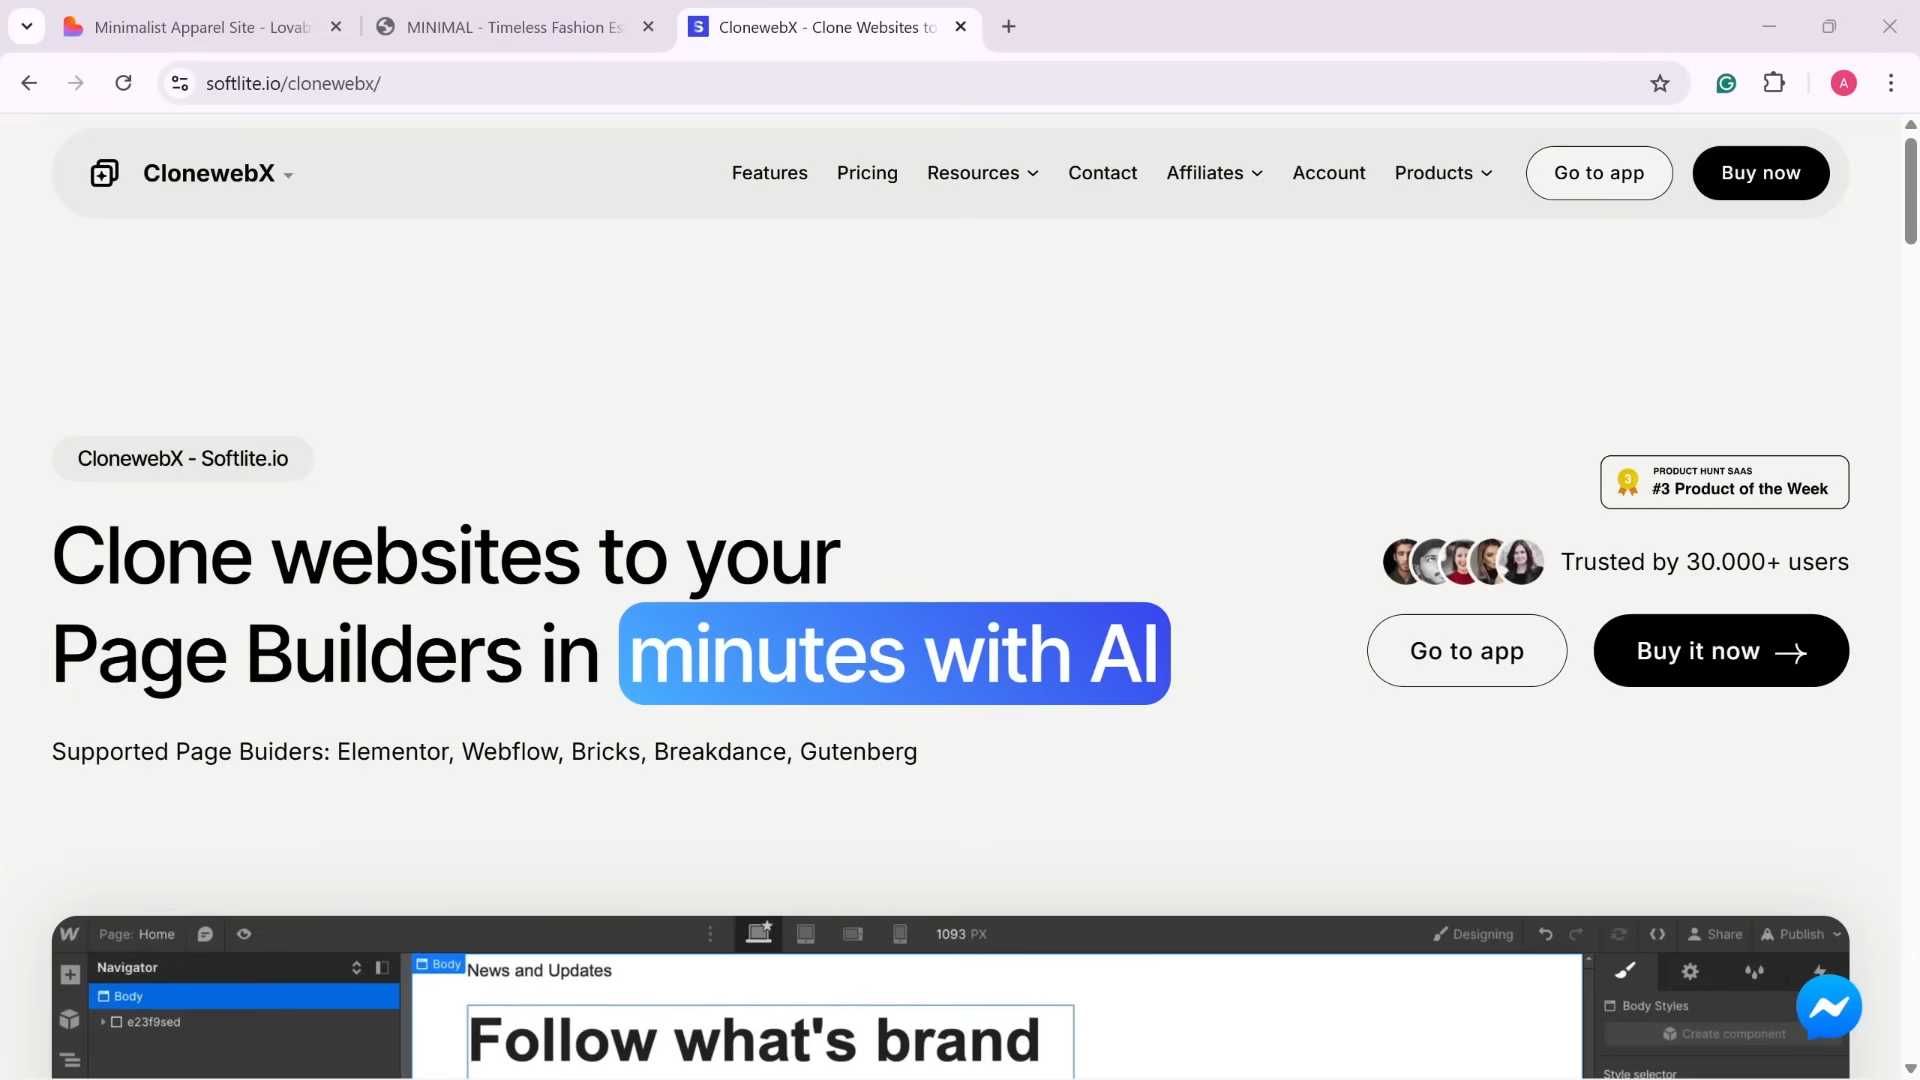 Minimalist Apparel Site - Lovab
MINIMAL - Timeless Fashion Es
S
ClonewebX - Clone Websites to
softlite.io/clonewebx/
A
ClonewebX
Features
Pricing
Resources
Contact
Affiliates
Account
Products
Go to app
Buy now
ClonewebX - Softlite.io
3
PRODUCT HUNT SAAS
#3 Product of the Week
Clone websites to your
Page Builders in minutes with AI
Trusted by 30.000+ users
Go to app
Buy it now
Supported Page Buiders: Elementor, Webflow, Bricks, Breakdance, Gutenberg
Page: Home
1093 PX
Designing
Share
Publish
Navigator
Body
e23f9sed
Body
News and Updates
Follow what's brand
Body Styles
Create component
Style selector